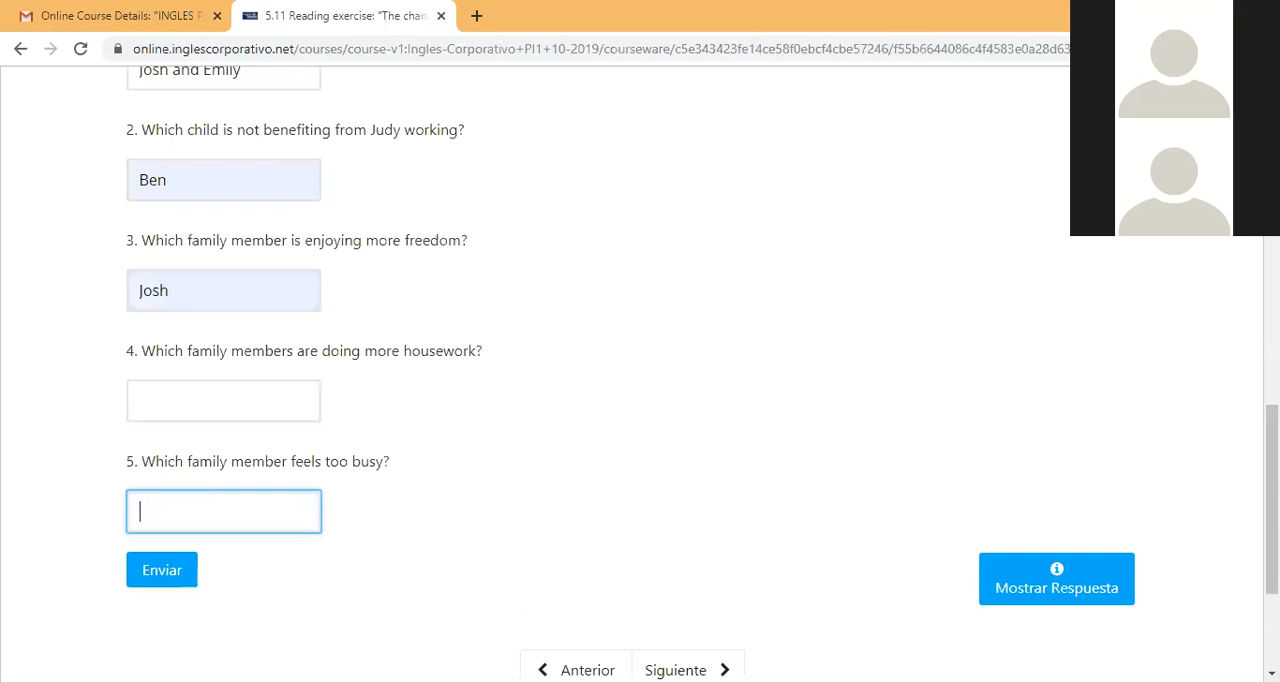 Online Course Details: "INGLES P
5.11 Reading exercise: "The chan
online.inglescorporativo.net/courses/course-v1:Ingles-Corporativo+PI1+10-2019/courseware/c5e343423fe14ce58f0ebcf4cbe57246/f55b6644086c4f4583e0a28d63
Josh and Emily
2. Which child is not benefiting from Judy working?
Ben
3. Which family member is enjoying more freedom?
Josh
4. Which family members are doing more housework?
5. Which family member feels too busy?
Enviar
Mostrar Respuesta
Anterior
Siguiente